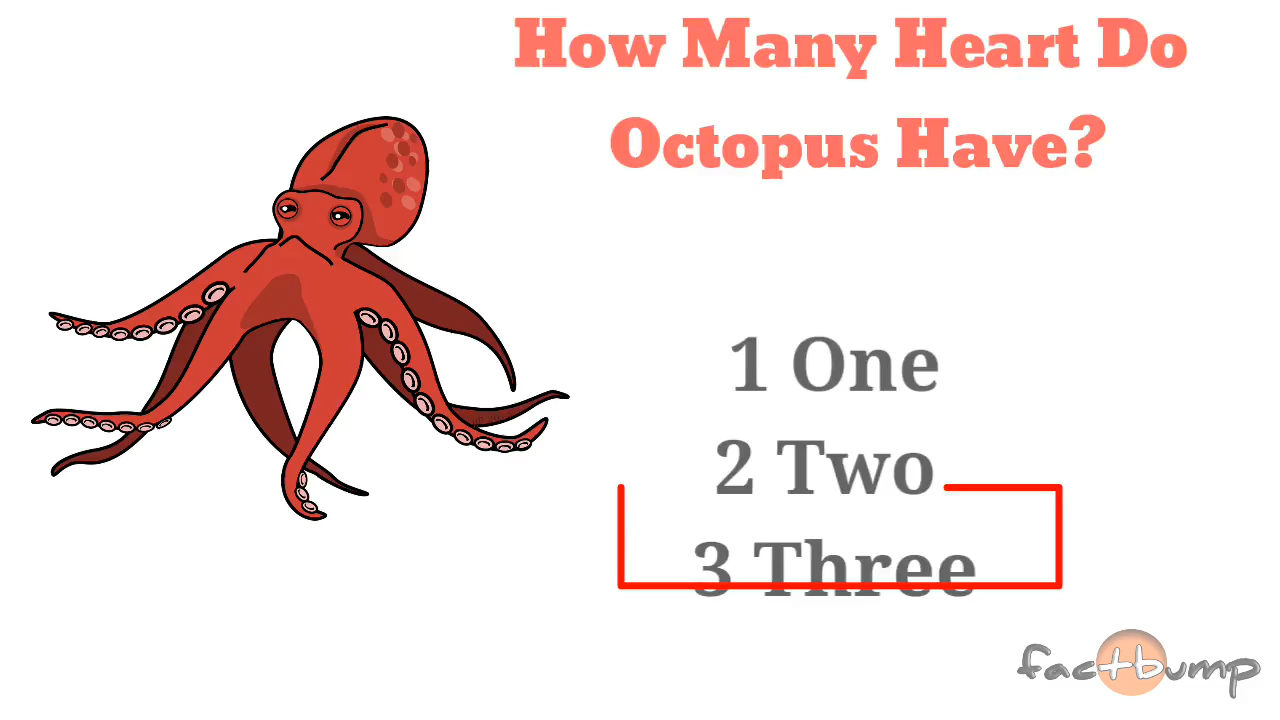 How Many Heart Do
Octopus Have?
1 One
2 Two
3 Three
factbump